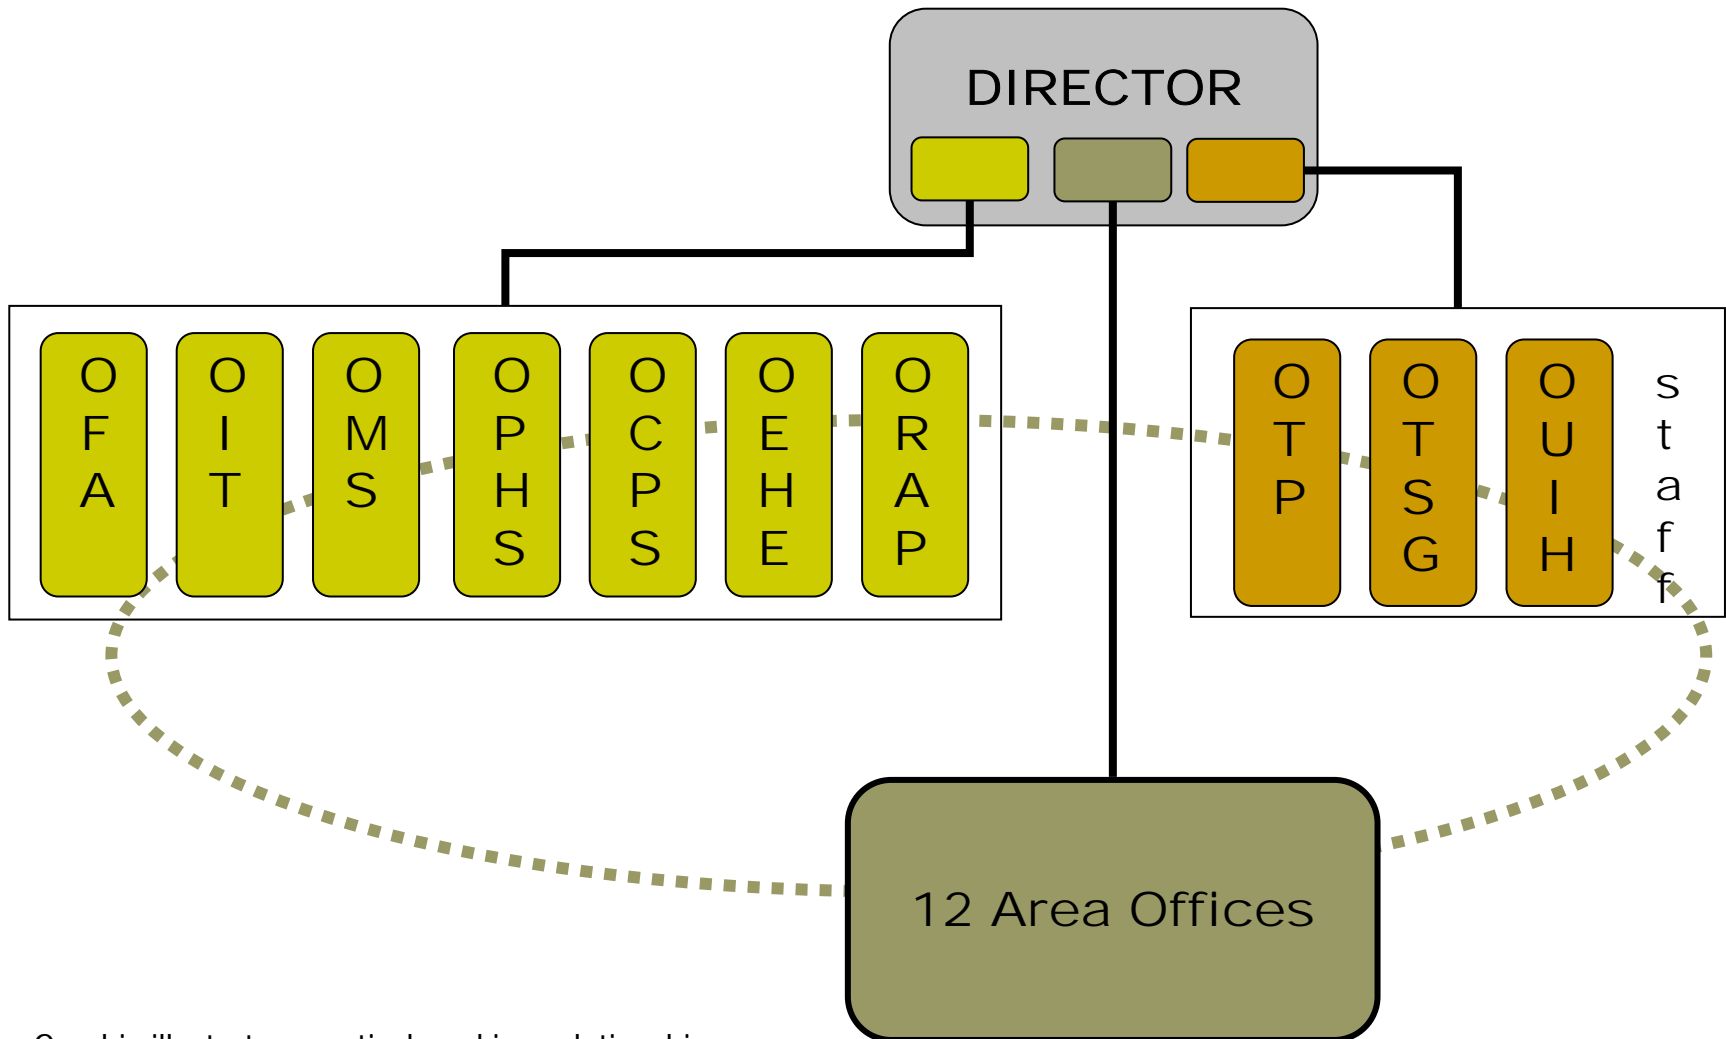 DIRECTOR
OFA
OIT
OMS
OPHS
OCPS
OEHE
ORAP
OTP
OTSG
OUIH
staff
12 Area Offices